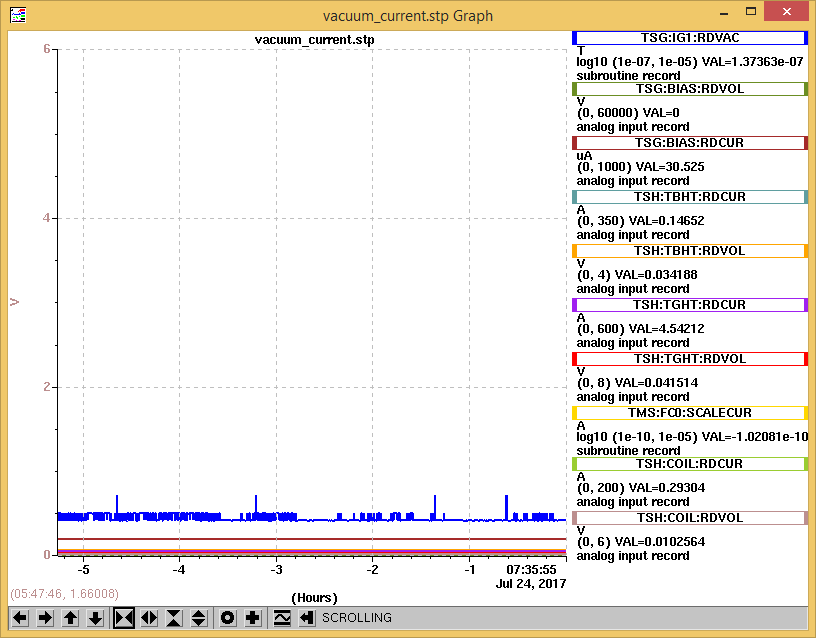 vacuum_current.stp Graph
vacuum_current.stp
6
4
2
0
V
-5
-4
-3
-2
-1
07:35:55
Jul 24, 2017
(Hours)
(05:47:46, 1.66008)
TSG:IG1:RDVAC
T
log10 (1e-07, 1e-05) VAL=1.37363e-07
subroutine record
TSG:BIAS:RDVOL
V
(0, 60000) VAL=0
analog input record
TSG:BIAS:RDCUR
uA
(0, 1000) VAL=30.525
analog input record
TSH:TBHT:RDCUR
A
(0, 350) VAL=0.14652
analog input record
TSH:TBHT:RDVOL
V
(0, 4) VAL=0.034188
analog input record
TSH:TGHT:RDCUR
A
(0, 600) VAL=4.54212
analog input record
TSH:TGHT:RDVOL
V
(0, 8) VAL=0.041514
analog input record
TMS:FC0:SCALECUR
A
log10 (1e-10, 1e-05) VAL=-1.02081e-10
subroutine record
TSH:COIL:RDCUR
A
(0, 200) VAL=0.29304
analog input record
TSH:COIL:RDVOL
V
(0, 6) VAL=0.0102564
analog input record
SCROLLING